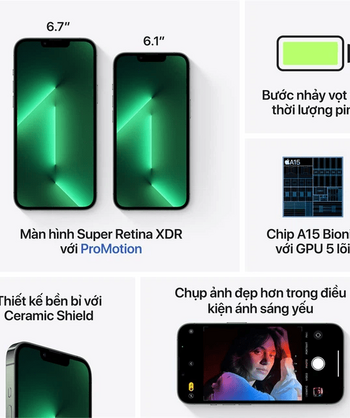 6.7”
6.1”
Màn hình Super Retina XDR
với ProMotion
Bước nhảy vọt
thời lượng pin
A15
Chip A15 Bion
với GPU 5 lõi
Thiết kế bền bỉ với
Ceramic Shield
Chụp ảnh đẹp hơn trong điều
kiện ánh sáng yếu